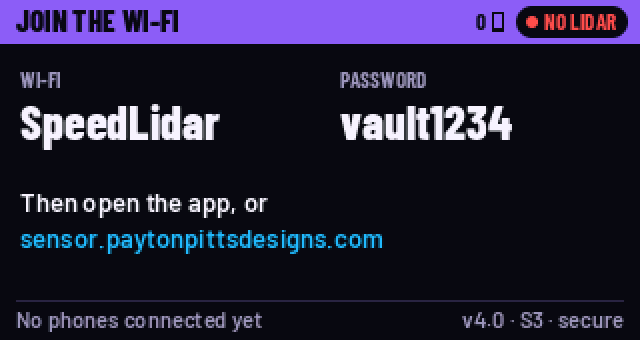 JOIN THE WI-FI
0 NO LIDAR
WI-FI PASSWORD
SpeedLidar vault1234
Then open the app, or
sensor.paytonpittsdesigns.com
No phones connected yet v4.0 · S3 · secure